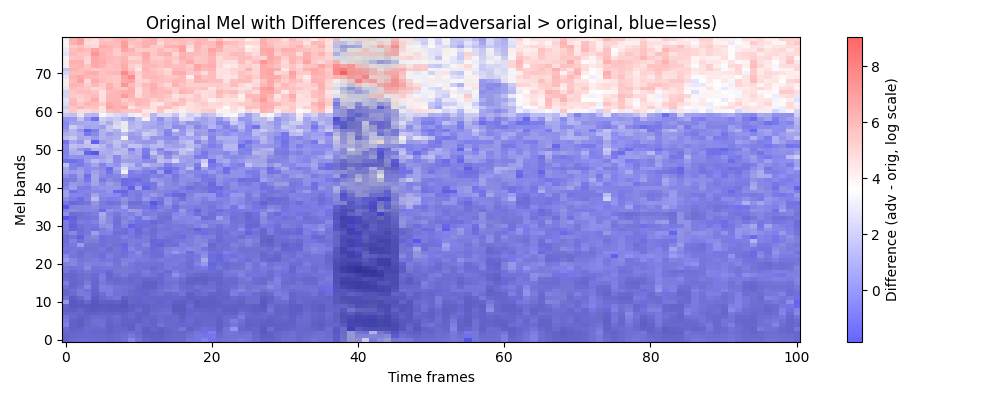 Original Mel with Differences (red=adversarial > original, blue=less)
Mel bands
70
60
50
40
30
20
10
0
0 20 40 60 80 100
Time frames
8
6
4
2
0
Difference (adv - orig, log scale)